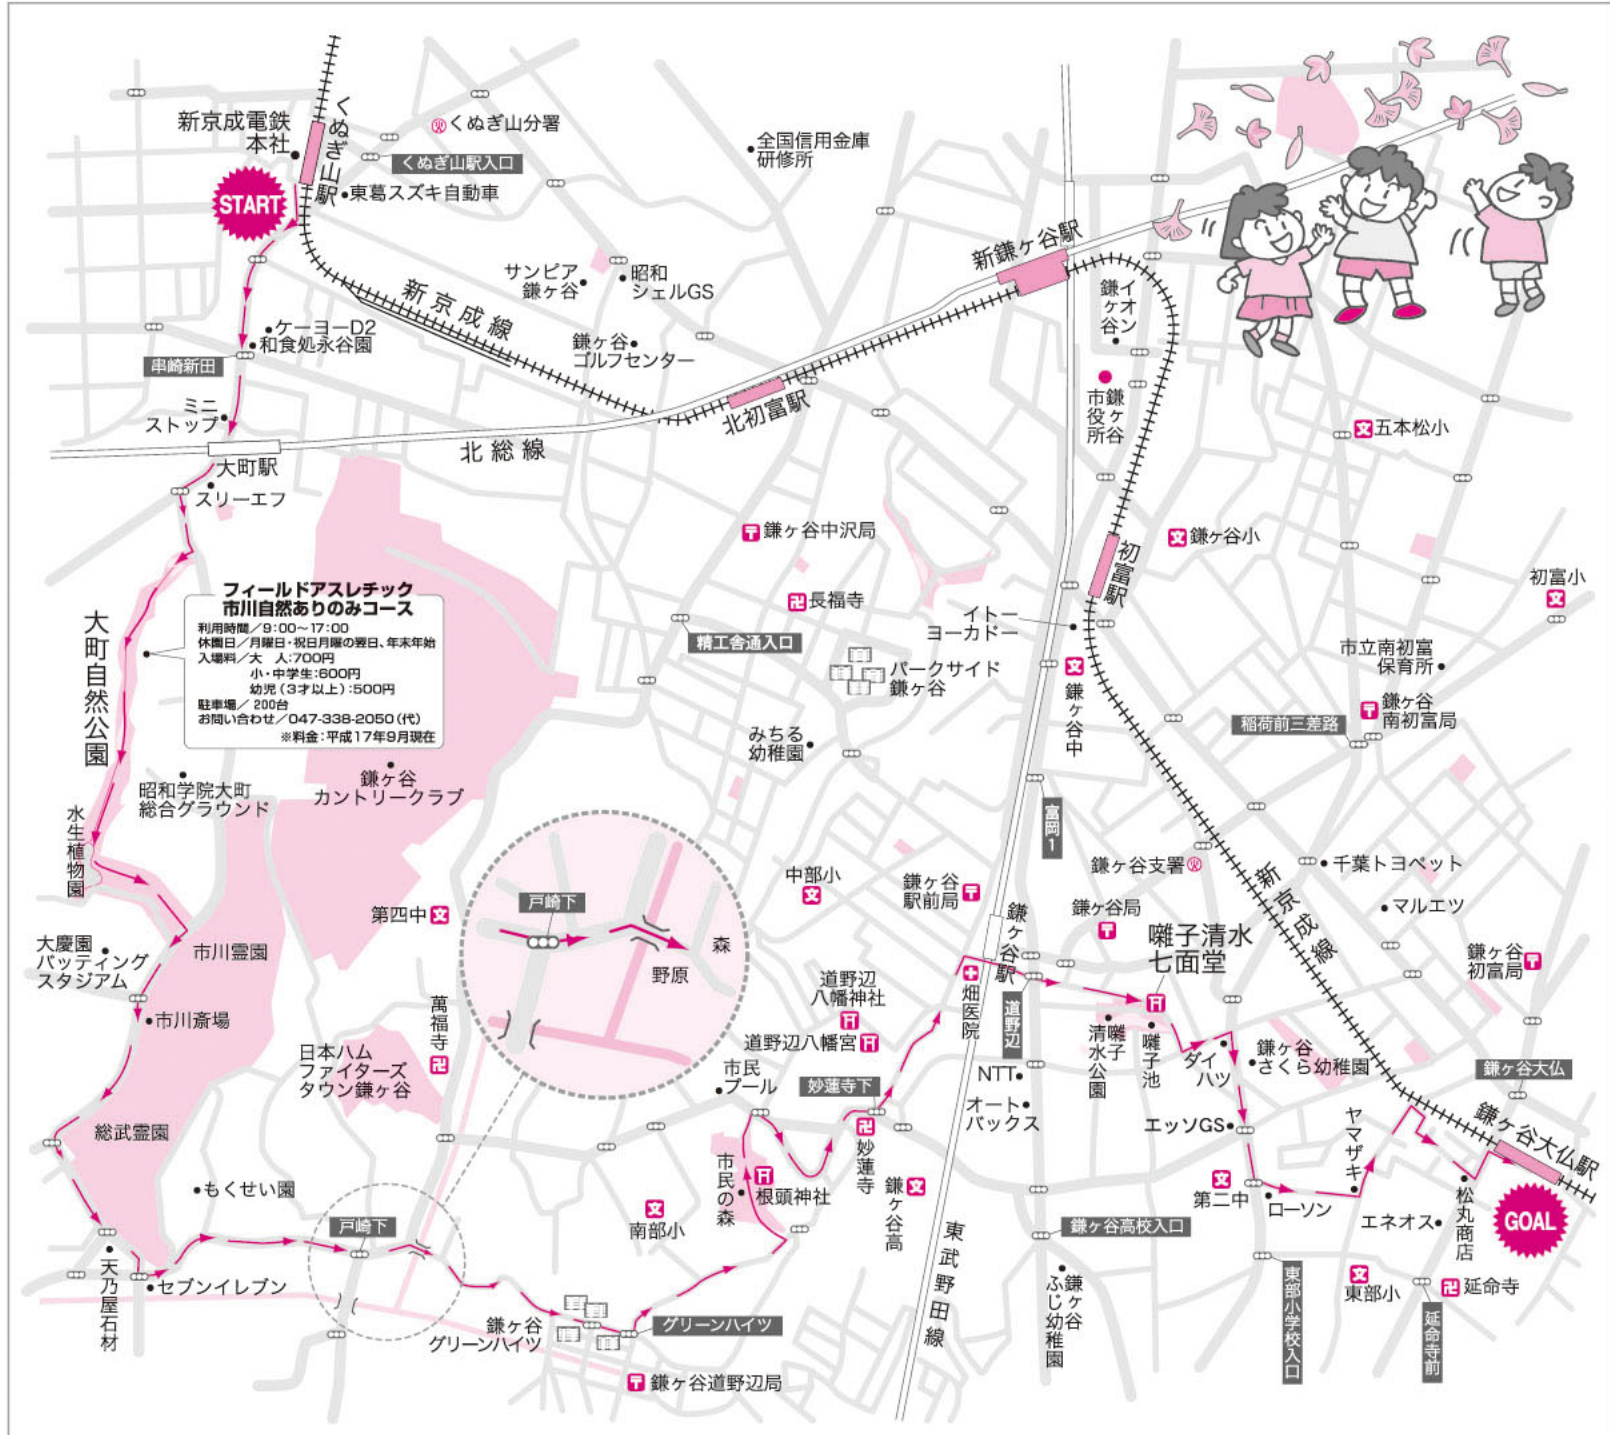 新京成電鉄
本社
くぬぎ山駅
くぬぎ山分署
くぬぎ山駅入口
東葛スズキ自動車
START
全国信用金庫
研修所
サンピア
鎌ヶ谷
昭和
シェルGS
新京成線
鎌ヶ谷
ゴルフセンター
ケーヨーD2
和食処永谷園
串崎新田
ミニ
ストップ
大町駅
スリーエフ
北総線
北初富駅
新鎌ヶ谷駅
イオン
鎌ヶ谷
鎌ヶ谷
市役所
五本松小
鎌ヶ谷小
初富駅
初富小
鎌ヶ谷中沢局
長福寺
精工舎通入口
パークサイド
鎌ヶ谷
イトー
ヨーカドー
鎌ヶ谷中
市立南初富
保育所
鎌ヶ谷
南初富局
稲荷前三差路
みちる
幼稚園
フィールドアスレチック
市川自然ありのみコース
利用時間／9:00〜17:00
休園日／月曜日・祝日月曜の翌日、年末年始
入場料／大　人:700円
小・中学生:600円
幼児(3才以上):500円
駐車場／ 200台
お問い合わせ／047-338-2050(代)
※料金:平成17年9月現在
大町自然公園
昭和学院大町
総合グラウンド
鎌ヶ谷
カントリークラブ
水生植物園
富岡1
鎌ヶ谷支署
千葉トヨペット
マルエツ
新京成線
中部小
鎌ヶ谷
駅前局
鎌ヶ谷駅
鎌ヶ谷局
囃子清水
七面堂
鎌ヶ谷
初富局
第四中
戸崎下
森
野原
大慶園
バッティング
スタジアム
市川霊園
市川斎場
萬福寺
日本ハム
ファイターズ
タウン鎌ヶ谷
道野辺
八幡神社
道野辺八幡宮
畑医院
道野辺
囃子
清水公園
囃子池
ダイハツ
鎌ヶ谷
さくら幼稚園
鎌ヶ谷大仏
鎌ヶ谷大仏駅
市民
プール
妙蓮寺下
NTT
オート
バックス
エッソGS
ヤマザキ
総武霊園
もくせい園
市民の森
根頭神社
妙蓮寺
鎌ヶ谷高
南部小
第二中
ローソン
エネオス
松丸商店
GOAL
戸崎下
天乃屋石材
セブンイレブン
鎌ヶ谷
グリーンハイツ
グリーンハイツ
鎌ヶ谷道野辺局
東武野田線
鎌ヶ谷高校入口
鎌ヶ谷
ふじ幼稚園
東部小学校入口
東部小
延命寺
延命寺前